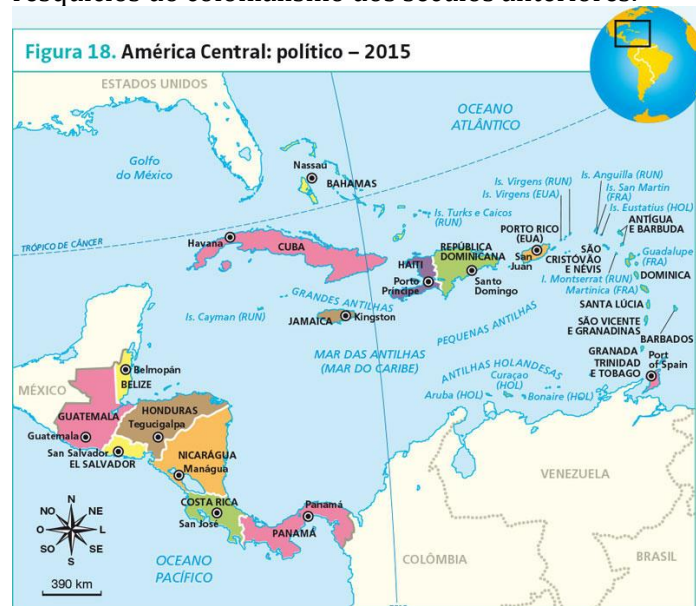 resquícios do colonialismo dos séculos anteriores.
Figura 18. América Central: político – 2015
ESTADOS UNIDOS
OCEANO
ATLÂNTICO
Golfo
do México
Nassau
BAHAMAS
Is. Turks e Caicos
(RUN)
Is. Virgens (RUN)
Is. Virgens (EUA)
Is. Anguilla (RUN)
Is. San Martin
(FRA)
Is. Eustatius (HOL)
ANTÍGUA
E BARBUDA
TRÓPICO DE CÂNCER
Havana
CUBA
PORTO RICO
(EUA)
San
Juan
REPÚBLICA
DOMINICANA
Santo
Domingo
HAITI
Porto
Príncipe
SÃO
CRISTÓVÃO
E NÉVIS
Guadalupe
(FRA)
I. Montserrat (RUN)
Martinica (FRA)
DOMINICA
GRANDES ANTILHAS
Is. Cayman (RUN)
JAMAICA
Kingston
SANTA LÚCIA
SÃO VICENTE
E GRANADINAS
BARBADOS
PEQUENAS ANTILHAS
MAR DAS ANTILHAS
(MAR DO CARIBE)
ANTILHAS HOLANDESAS
Curaçao
(HOL)
Aruba (HOL)
Bonaire (HOL)
GRANADA
TRINIDAD
E TOBAGO
Port
of Spain
MÉXICO
Belmopán
BELIZE
GUATEMALA
Guatemala
HONDURAS
Tegucigalpa
San Salvador
EL SALVADOR
NICARÁGUA
Manágua
COSTA RICA
San José
Panamá
PANAMÁ
VENEZUELA
COLÔMBIA
BRASIL
OCEANO
PACÍFICO
N
NO
NE
O
L
SO
SE
S
390 km